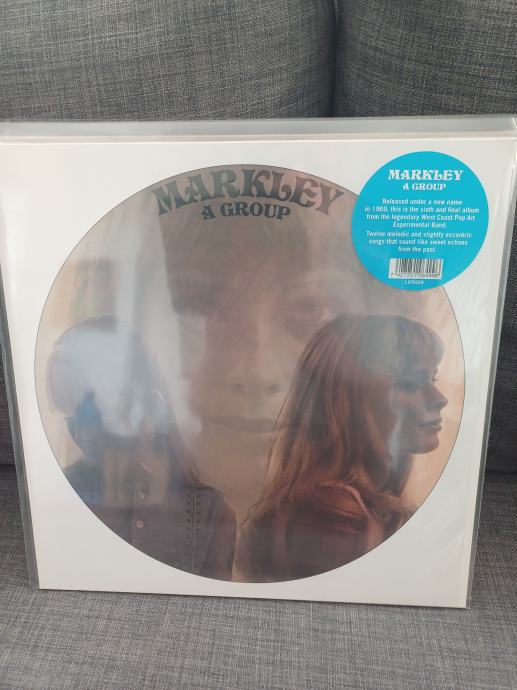 MARKLEY
A GROUP
MARKLEY
A GROUP
Released under a new name
in 1969, this is the sixth and final album
from the legendary West Coast Pop Art
Experimental Band.
Twelve melodic and slightly eccentric
songs that sound like sweet echoes
from the past.
LIFE029